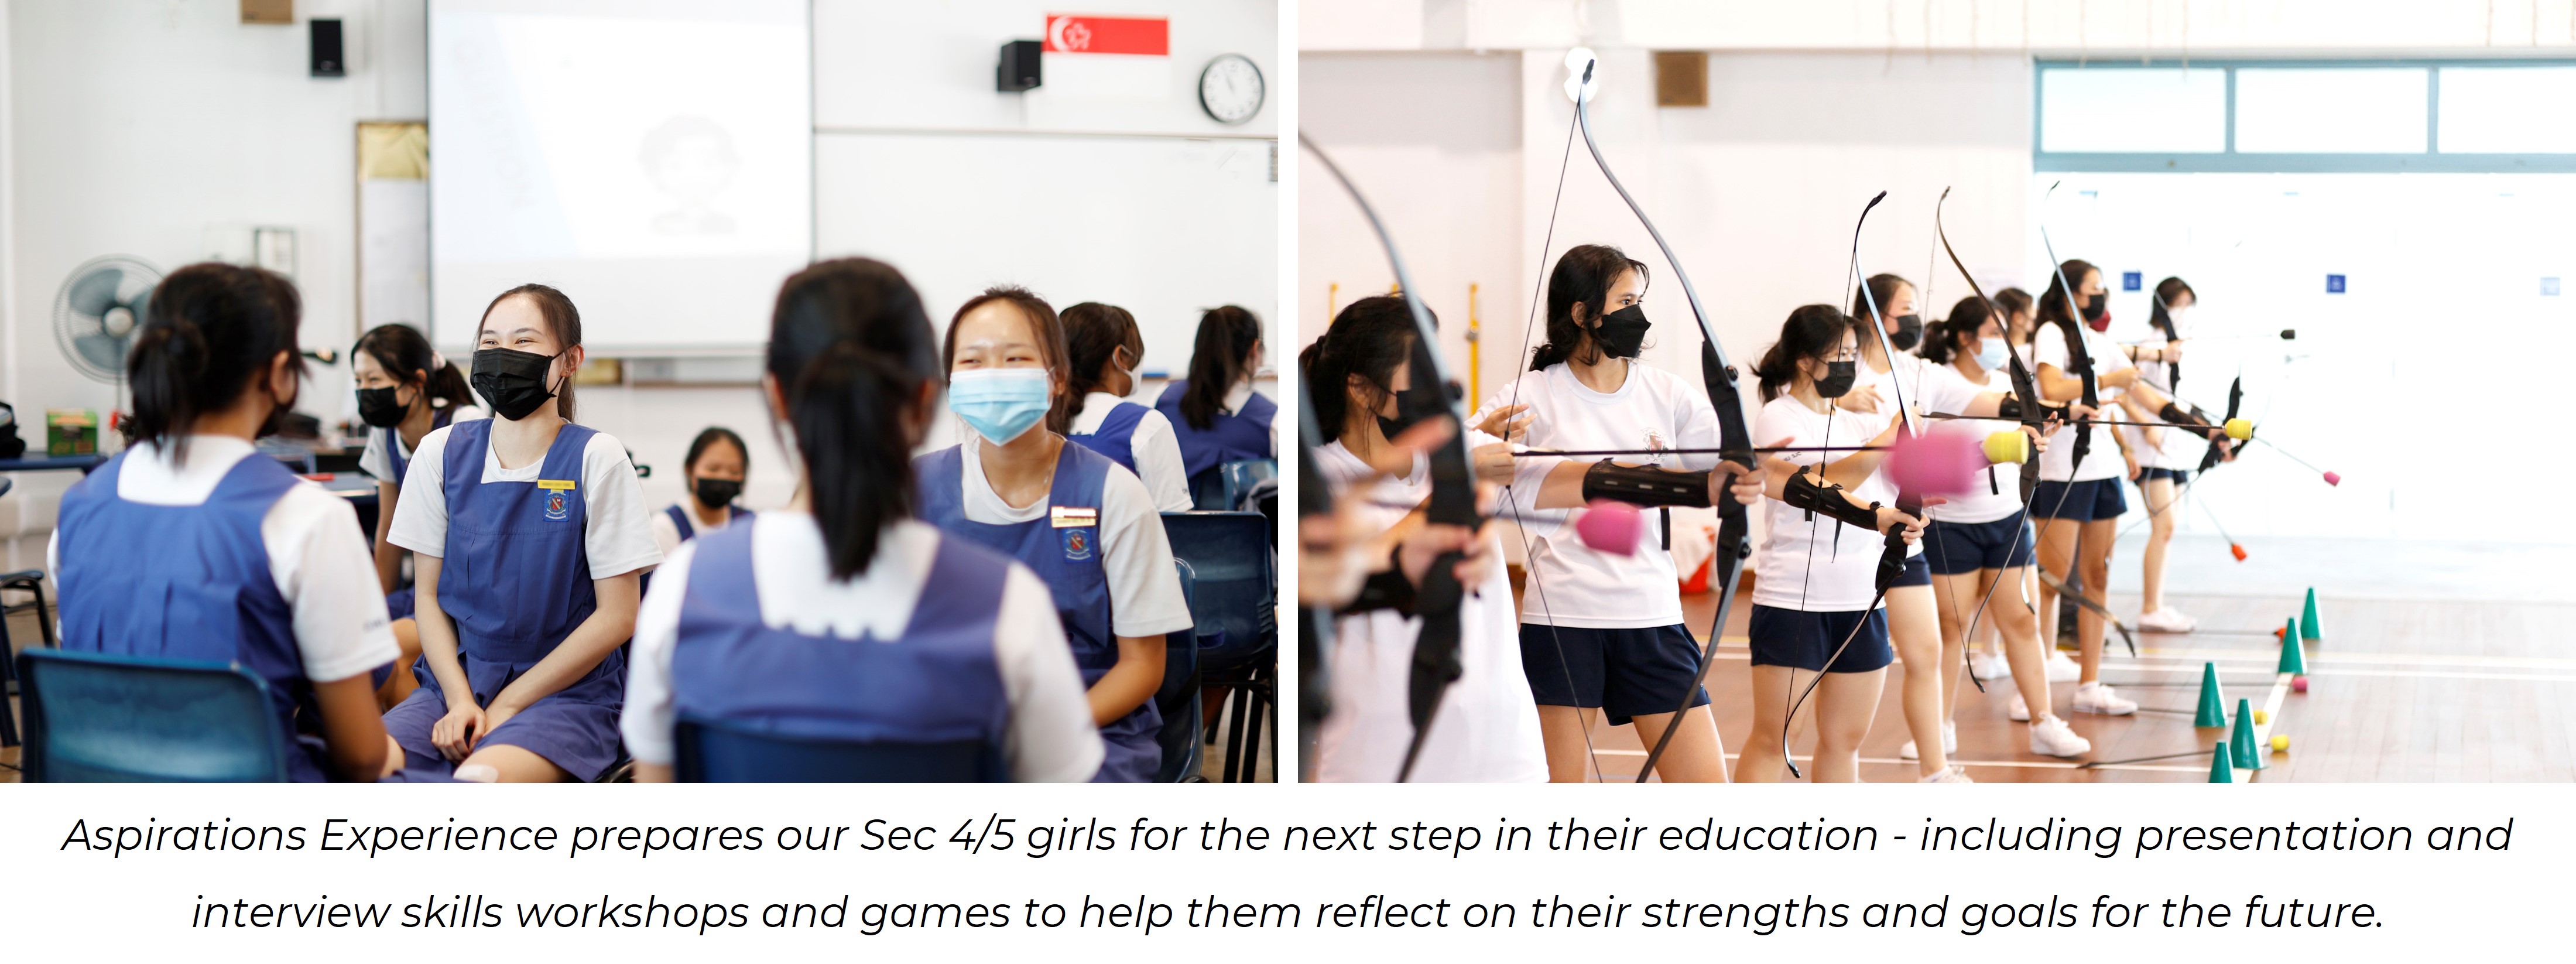 Aspirations Experience prepares our Sec 4/5 girls for the next step in their education - including presentation and
interview skills workshops and games to help them reflect on their strengths and goals for the future.